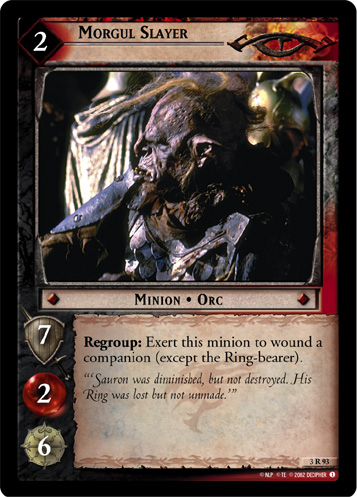 2
MORGUL SLAYER
MINION • ORC
7
Regroup: Exert this minion to wound a
companion (except the Ring-bearer).
2
“‘Sauron was diminished, but not destroyed. His
Ring was lost but not unmade.’”
6
3 R 93
© NLP ™ TE © 2002 DECIPHER 1